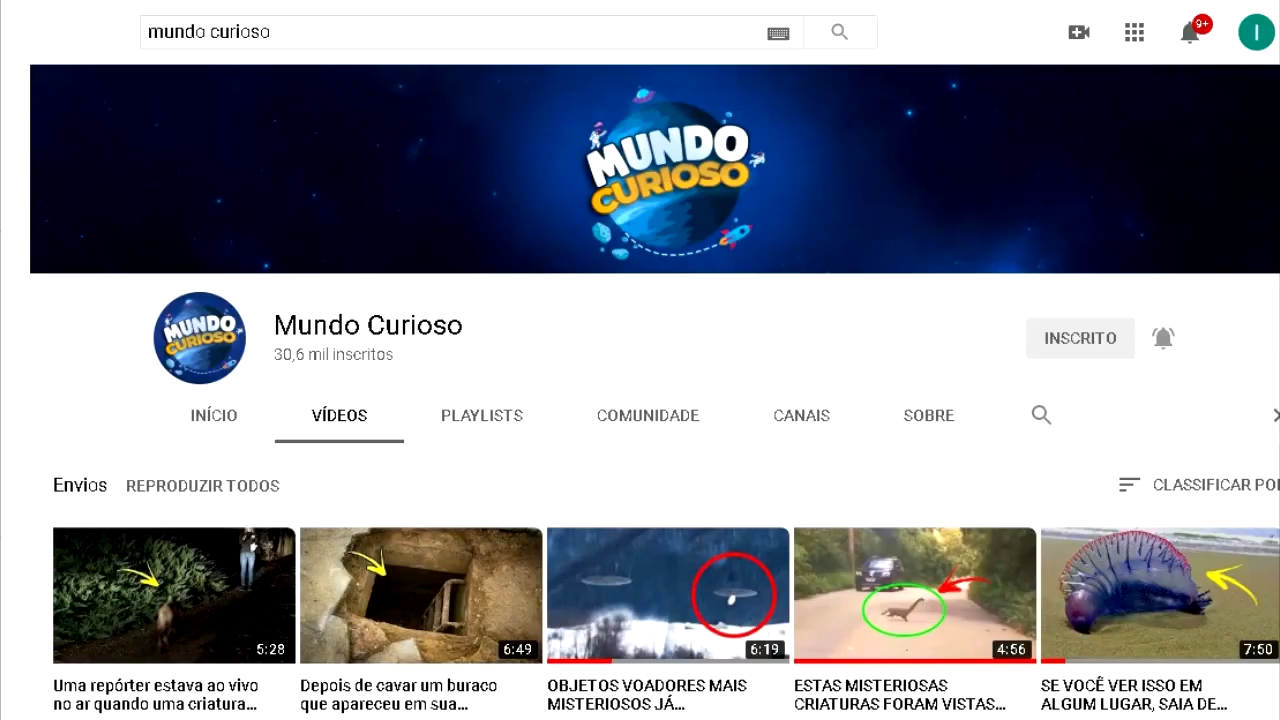 mundo curioso
9+
I
MUNDO
CURIOSO
MUNDO
CURIOSO
Mundo Curioso
30,6 mil inscritos
INSCRITO
INÍCIO VÍDEOS PLAYLISTS COMUNIDADE CANAIS SOBRE
Envios REPRODUZIR TODOS
CLASSIFICAR PO
5:28 6:49 6:19 4:56 7:50
Uma repórter estava ao vivo
no ar quando uma criatura...
Depois de cavar um buraco
que apareceu em sua...
OBJETOS VOADORES MAIS
MISTERIOSOS JÁ...
ESTAS MISTERIOSAS
CRIATURAS FORAM VISTAS...
SE VOCÊ VER ISSO EM
ALGUM LUGAR, SAIA DE...